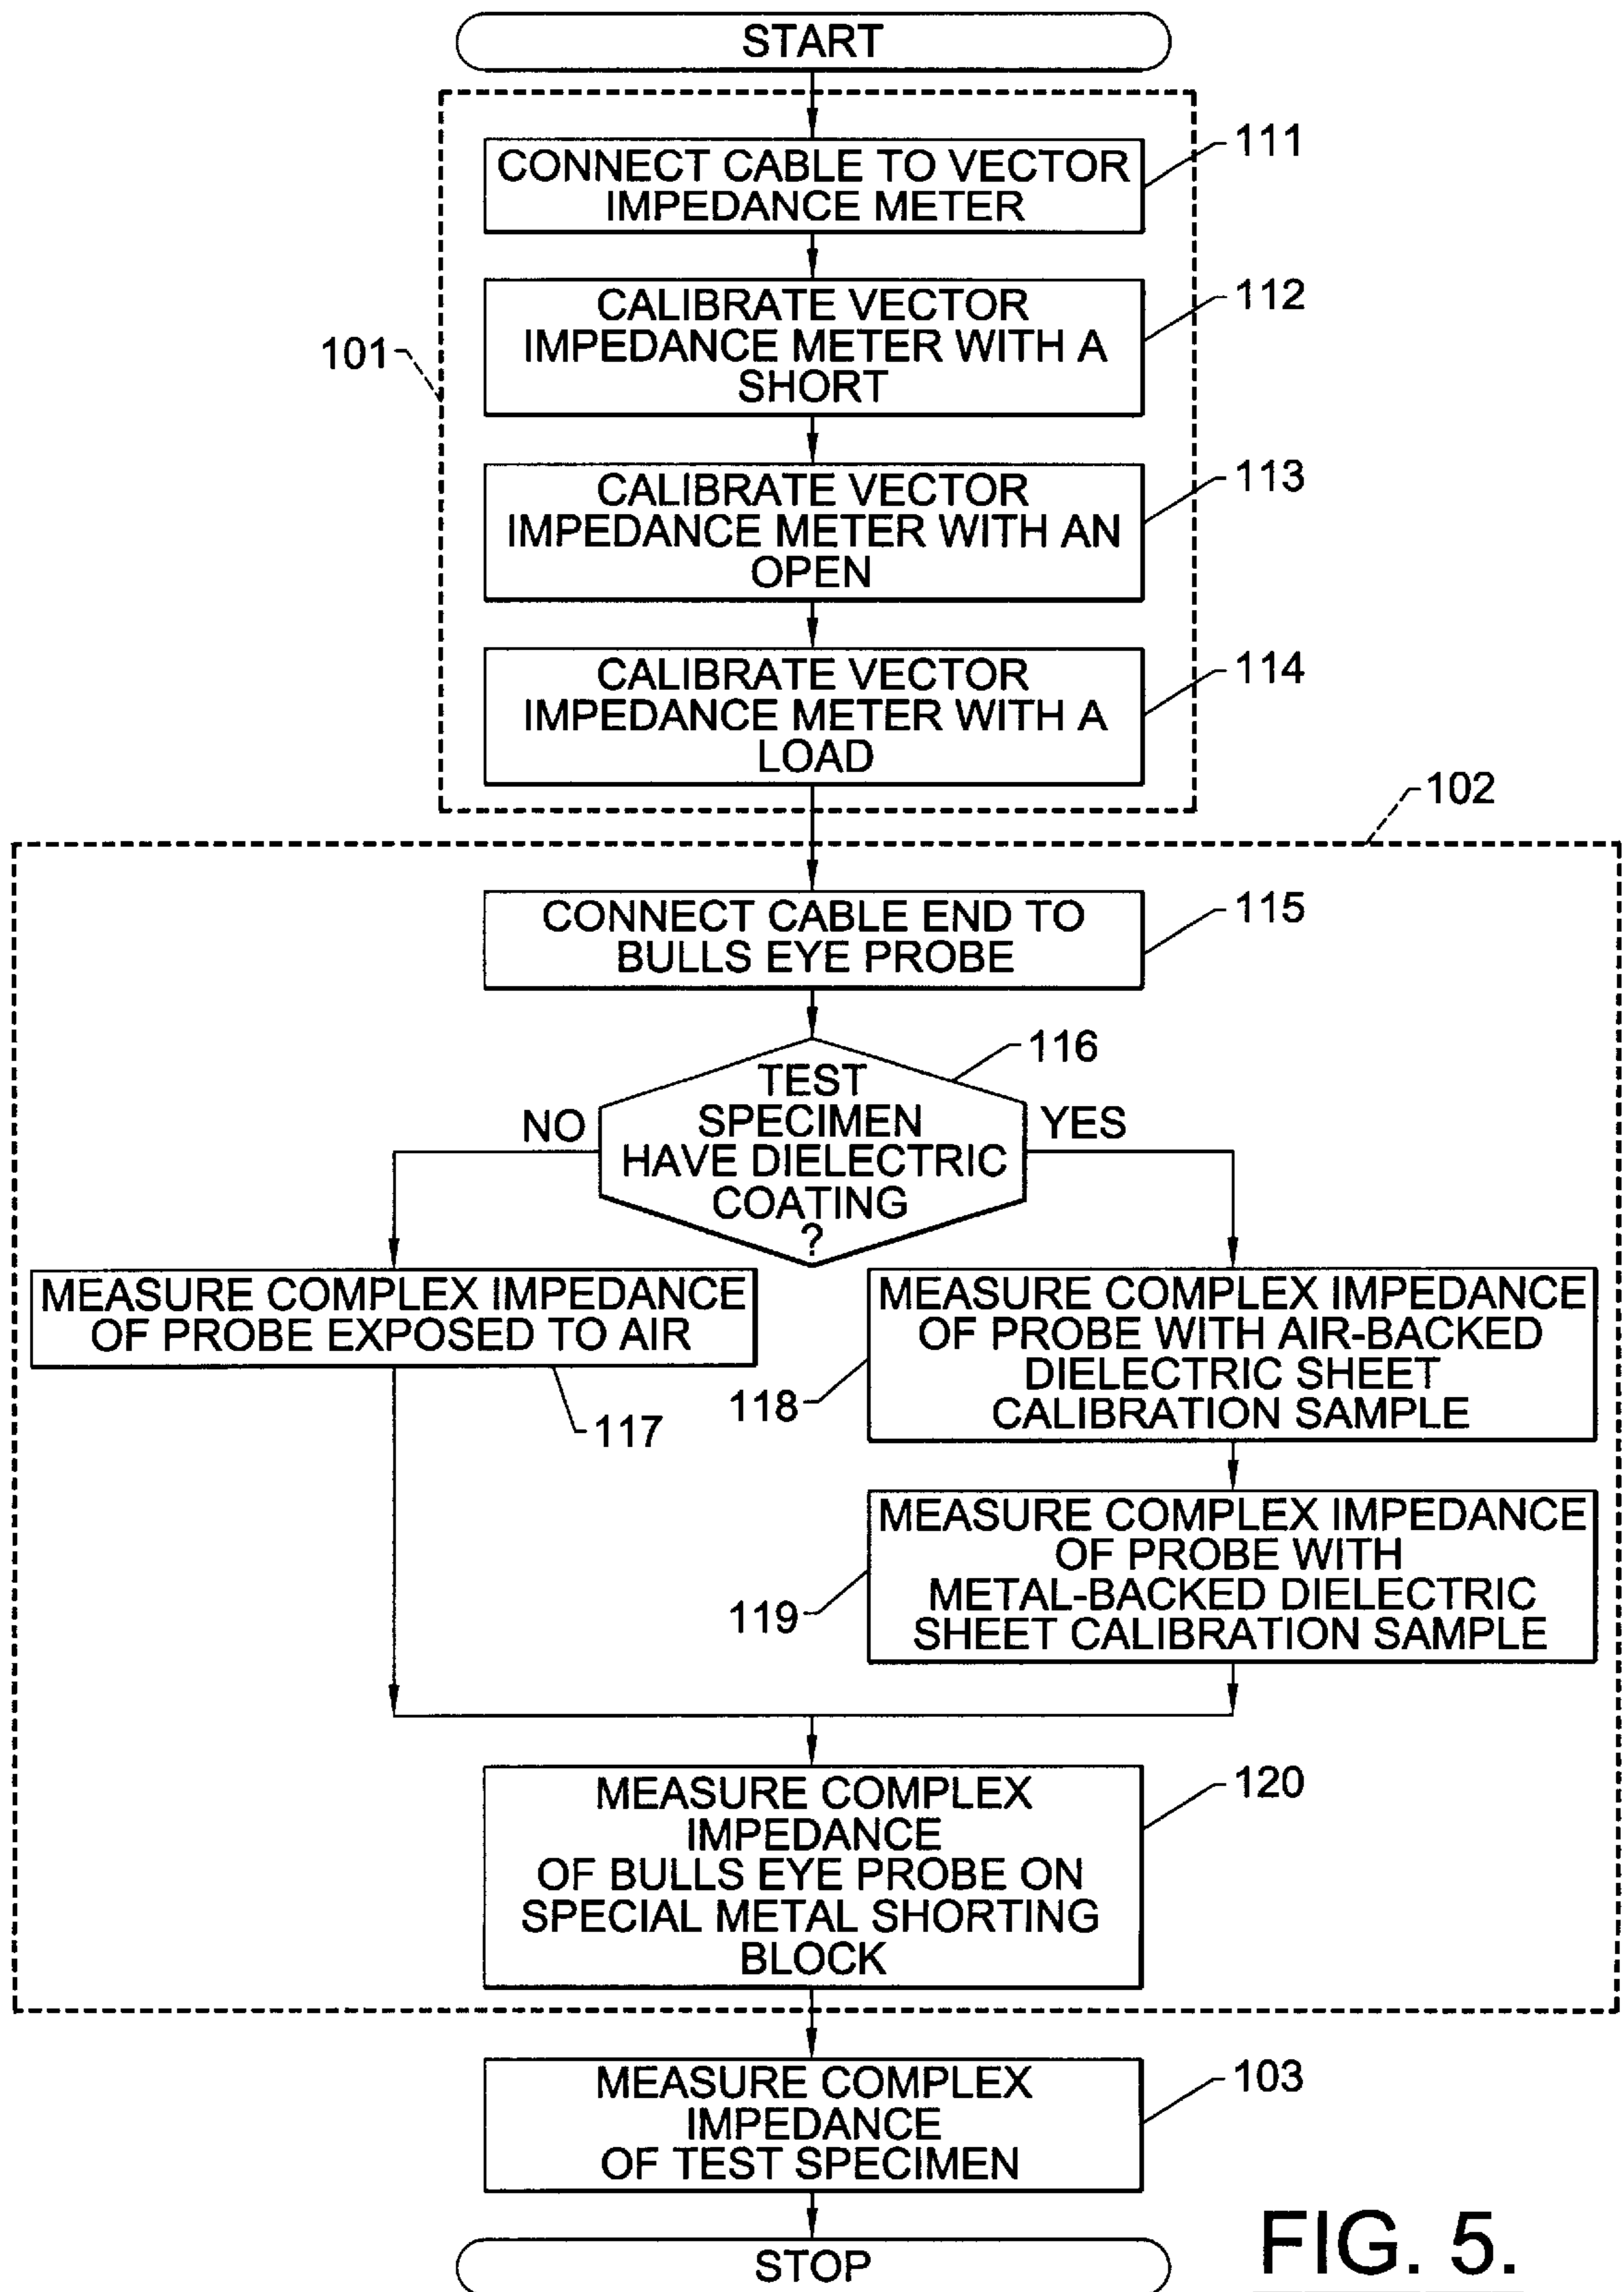 START
111
CONNECT CABLE TO VECTOR
IMPEDANCE METER
112
CALIBRATE VECTOR
IMPEDANCE METER WITH A
SHORT
101
113
CALIBRATE VECTOR
IMPEDANCE METER WITH AN
OPEN
114
CALIBRATE VECTOR
IMPEDANCE METER WITH A
LOAD
102
115
CONNECT CABLE END TO
BULLS EYE PROBE
116
TEST
SPECIMEN
HAVE DIELECTRIC
COATING
?
NO
YES
MEASURE COMPLEX IMPEDANCE
OF PROBE EXPOSED TO AIR
117
MEASURE COMPLEX IMPEDANCE
OF PROBE WITH AIR-BACKED
DIELECTRIC SHEET
CALIBRATION SAMPLE
118
MEASURE COMPLEX IMPEDANCE
OF PROBE WITH
METAL-BACKED DIELECTRIC
SHEET CALIBRATION SAMPLE
119
120
MEASURE COMPLEX
IMPEDANCE
OF BULLS EYE PROBE ON
SPECIAL METAL SHORTING
BLOCK
103
MEASURE COMPLEX
IMPEDANCE
OF TEST SPECIMEN
STOP
FIG. 5.